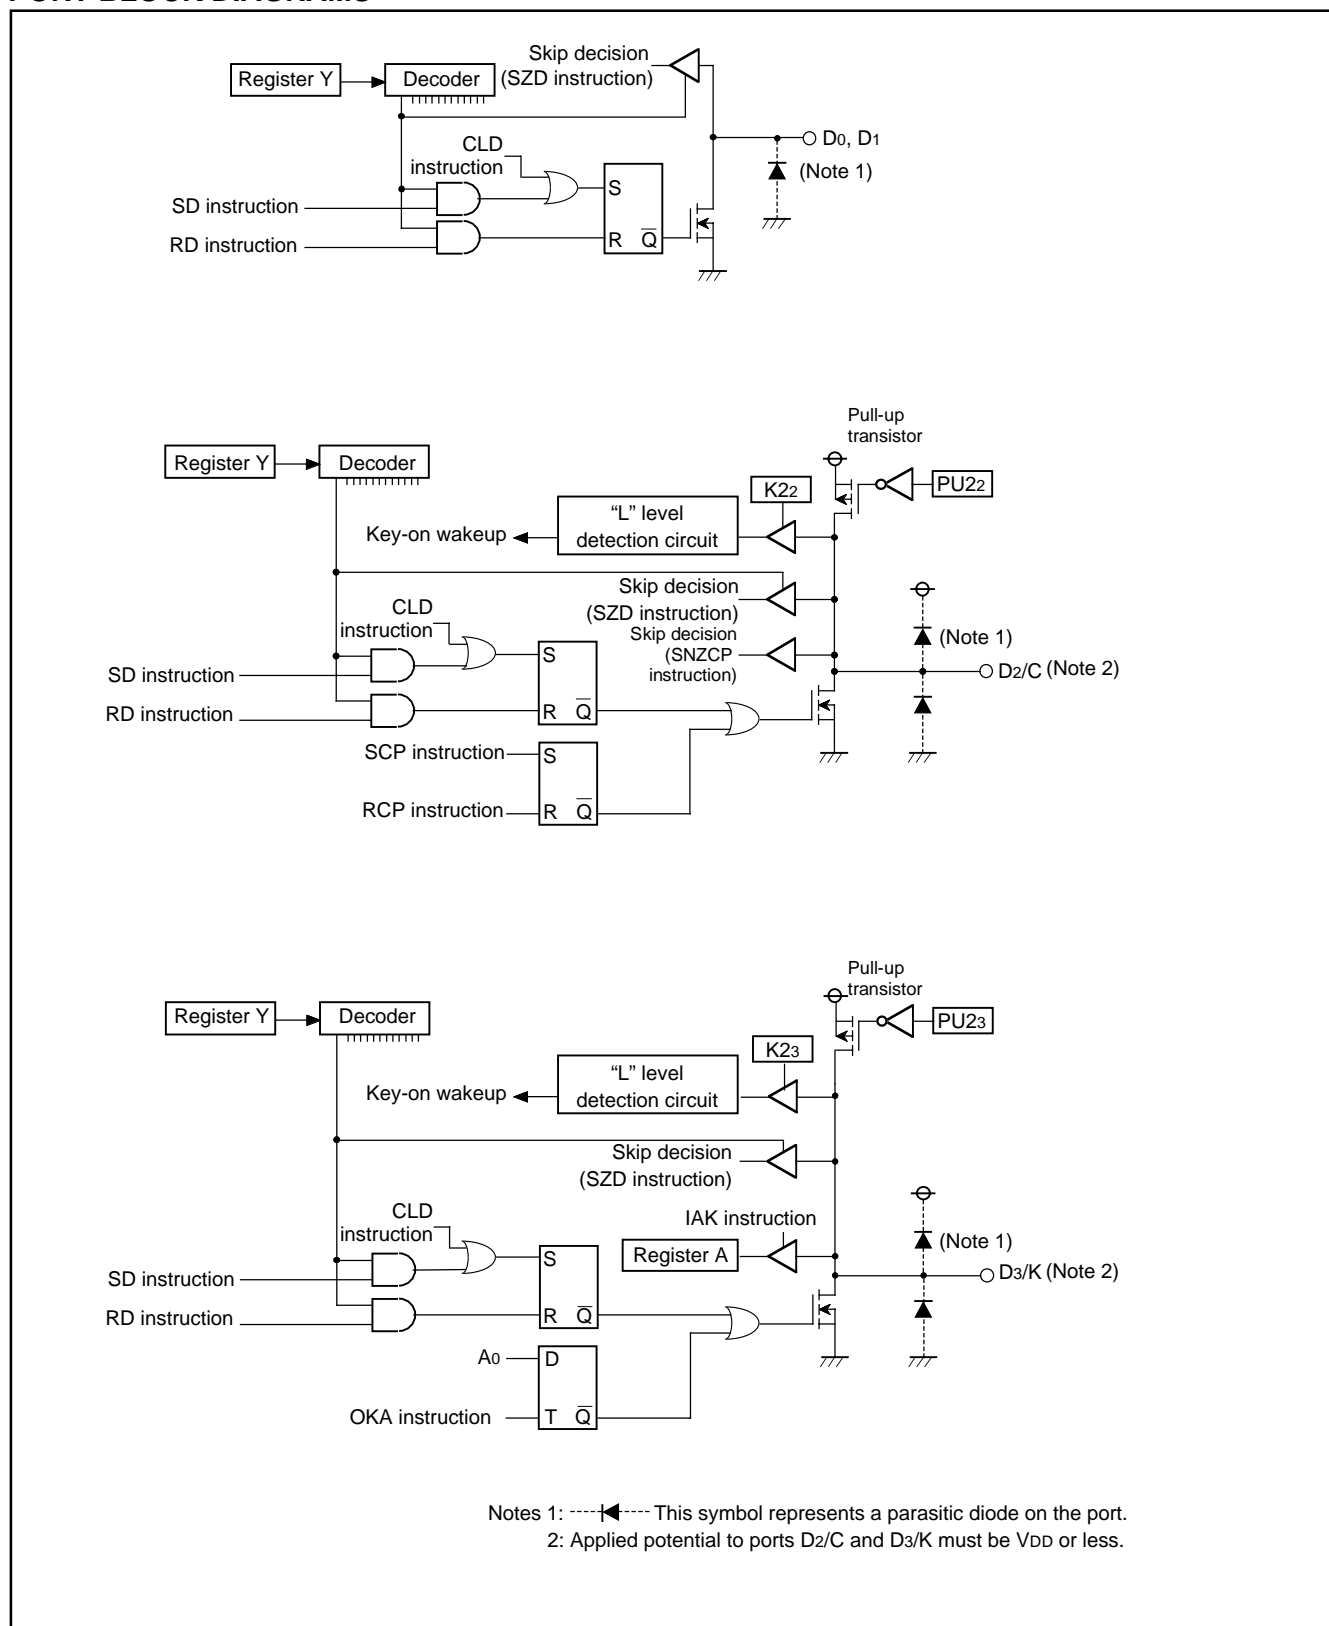 Skip decision
(SZD instruction)
Register Y
Decoder
D0, D1
(Note 1)
CLD
instruction
SD instruction
RD instruction
S
R Q
Pull-up
transistor
Register Y
Decoder
K22
PU22
Key-on wakeup
“L” level
detection circuit
Skip decision
(SZD instruction)
CLD
instruction
Skip decision
(SNZCP
instruction)
(Note 1)
SD instruction
S
D2/C (Note 2)
RD instruction
R Q
SCP instruction
S
RCP instruction
R Q
Pull-up
transistor
Register Y
Decoder
PU23
K23
Key-on wakeup
“L” level
detection circuit
Skip decision
(SZD instruction)
CLD
instruction
IAK instruction
Register A
(Note 1)
S
SD instruction
D3/K (Note 2)
RD instruction
R Q
A0
D
OKA instruction
T Q
Notes 1: This symbol represents a parasitic diode on the port.
2: Applied potential to ports D2/C and D3/K must be VDD or less.